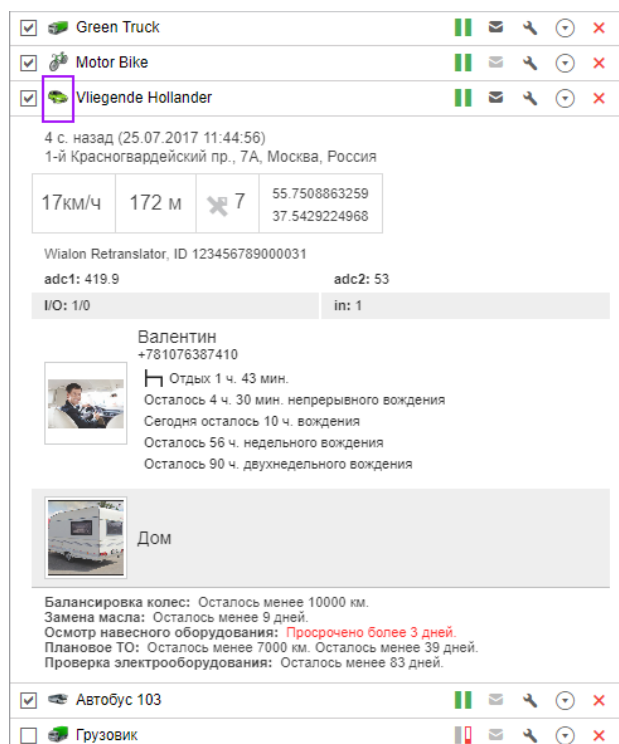 Green Truck
Motor Bike
Vliegende Hollander
4 с. назад (25.07.2017 11:44:56)
1-й Красногвардейский пр., 7А, Москва, Россия
17км/ч 172 м 7 55.7508863259
37.5429224968
Wialon Retranslator, ID 123456789000031
adc1: 419.9 adc2: 53
I/O: 1/0 in: 1
Валентин
+781076387410
Отдых 1 ч. 43 мин.
Осталось 4 ч. 30 мин. непрерывного вождения
Сегодня осталось 10 ч. вождения
Осталось 56 ч. недельного вождения
Осталось 90 ч. двухнедельного вождения
Дом
Балансировка колес: Осталось менее 10000 км.
Замена масла: Осталось менее 9 дней.
Осмотр навесного оборудования: Просрочено более 3 дней.
Плановое ТО: Осталось менее 7000 км. Осталось менее 39 дней.
Проверка электрооборудования: Осталось менее 83 дней.
Автобус 103
Грузовик